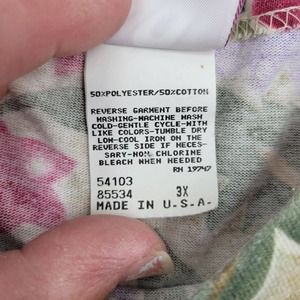 50%POLYESTER/50%COTTON
REVERSE GARMENT BEFORE
WASHING-MACHINE WASH
COLD-GENTLE CYCLE-WITH
LIKE COLORS-TUMBLE DRY
LOW-COOL IRON ON THE
REVERSE SIDE IF NECES-
SARY-NON CHLORINE
BLEACH WHEN NEEDED
RN 19747
54103
85534 3X
MADE IN U.S.A.